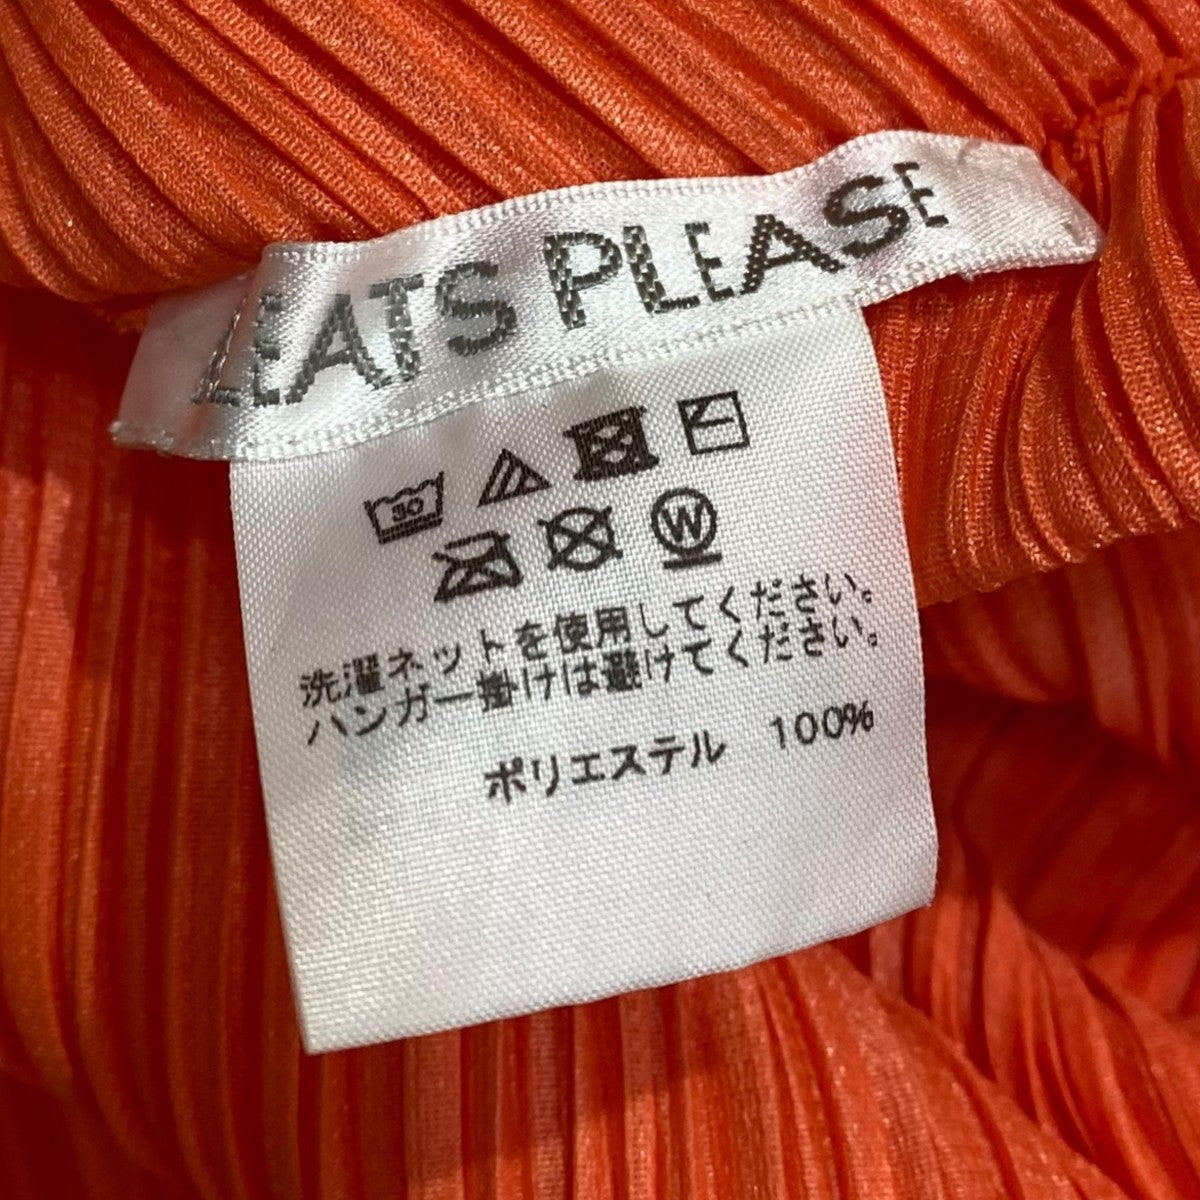 LEATS PLEASE
30
W
洗濯ネットを使用してください。
ハンガー掛けは避けてください。
ポリエステル 100%